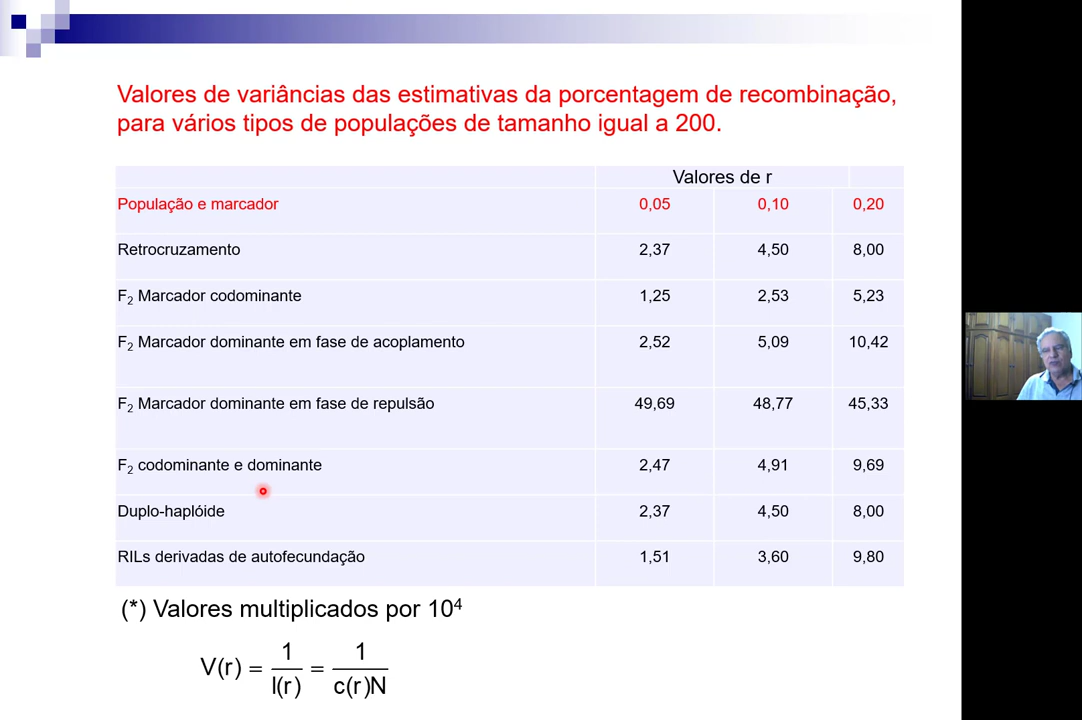 Valores de variâncias das estimativas da porcentagem de recombinação,
para vários tipos de populações de tamanho igual a 200.
Valores de r
População e marcador 0,05 0,10 0,20
Retrocruzamento 2,37 4,50 8,00
F₂ Marcador codominante 1,25 2,53 5,23
F₂ Marcador dominante em fase de acoplamento 2,52 5,09 10,42
F₂ Marcador dominante em fase de repulsão 49,69 48,77 45,33
F₂ codominante e dominante 2,47 4,91 9,69
Duplo-haplóide 2,37 4,50 8,00
RILs derivadas de autofecundação 1,51 3,60 9,80
(*) Valores multiplicados por 10⁴
V(r) = 1/I(r) = 1/c(r)N